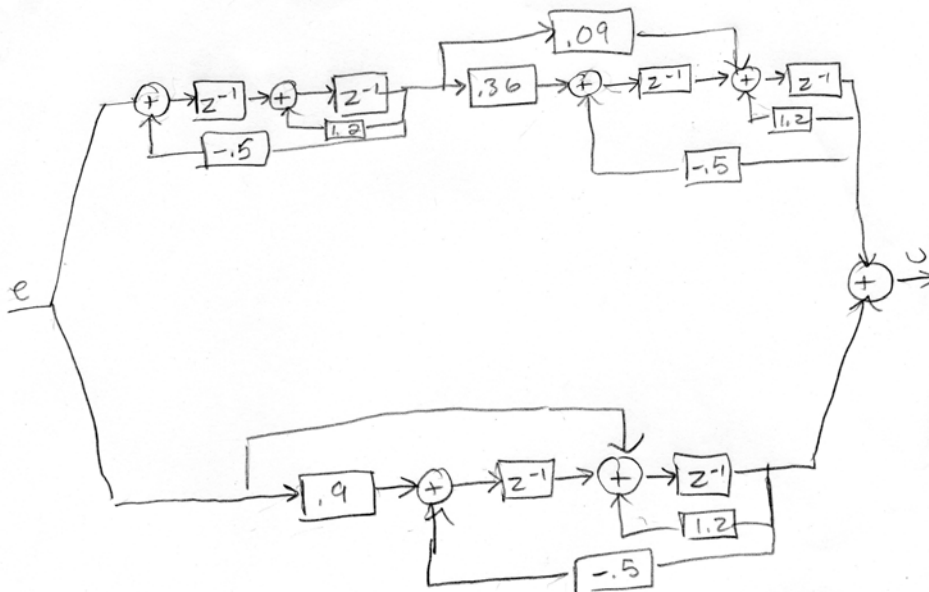 .09
+ z⁻¹ + z⁻¹ .36 + z⁻¹ + z⁻¹
1.2 1.2
-.5 -.5
e + U
.9 + z⁻¹ + z⁻¹
1.2
-.5